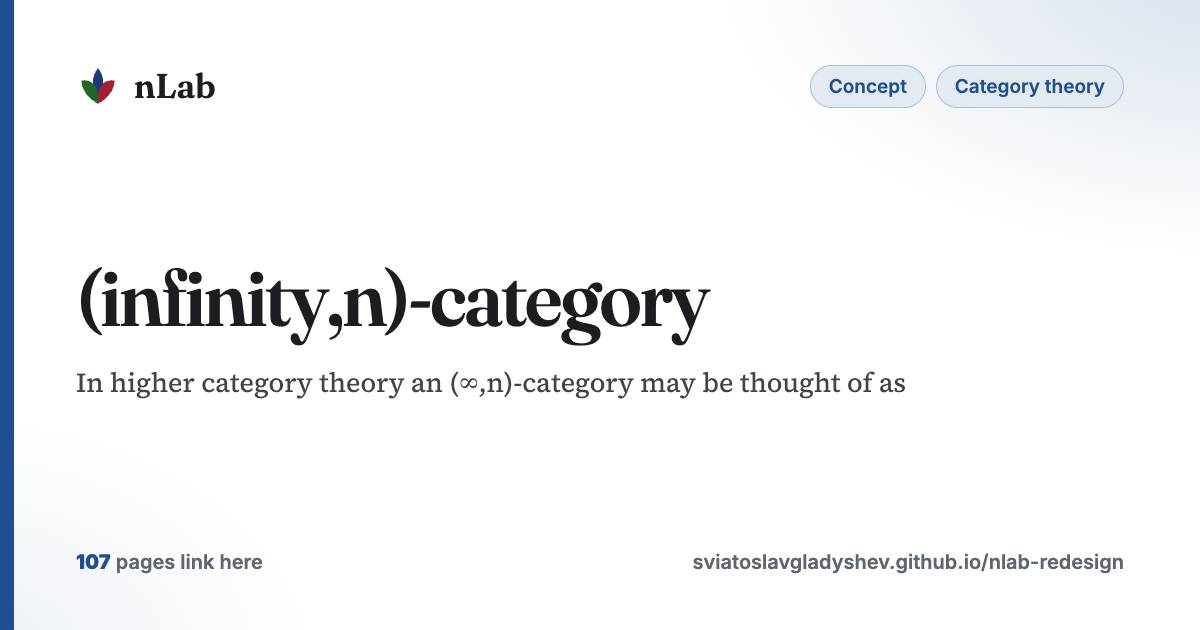 nLab
Concept
Category theory
(infinity,n)-category
In higher category theory an (∞,n)-category may be thought of as
107 pages link here
sviatoslavgladyshev.github.io/nlab-redesign